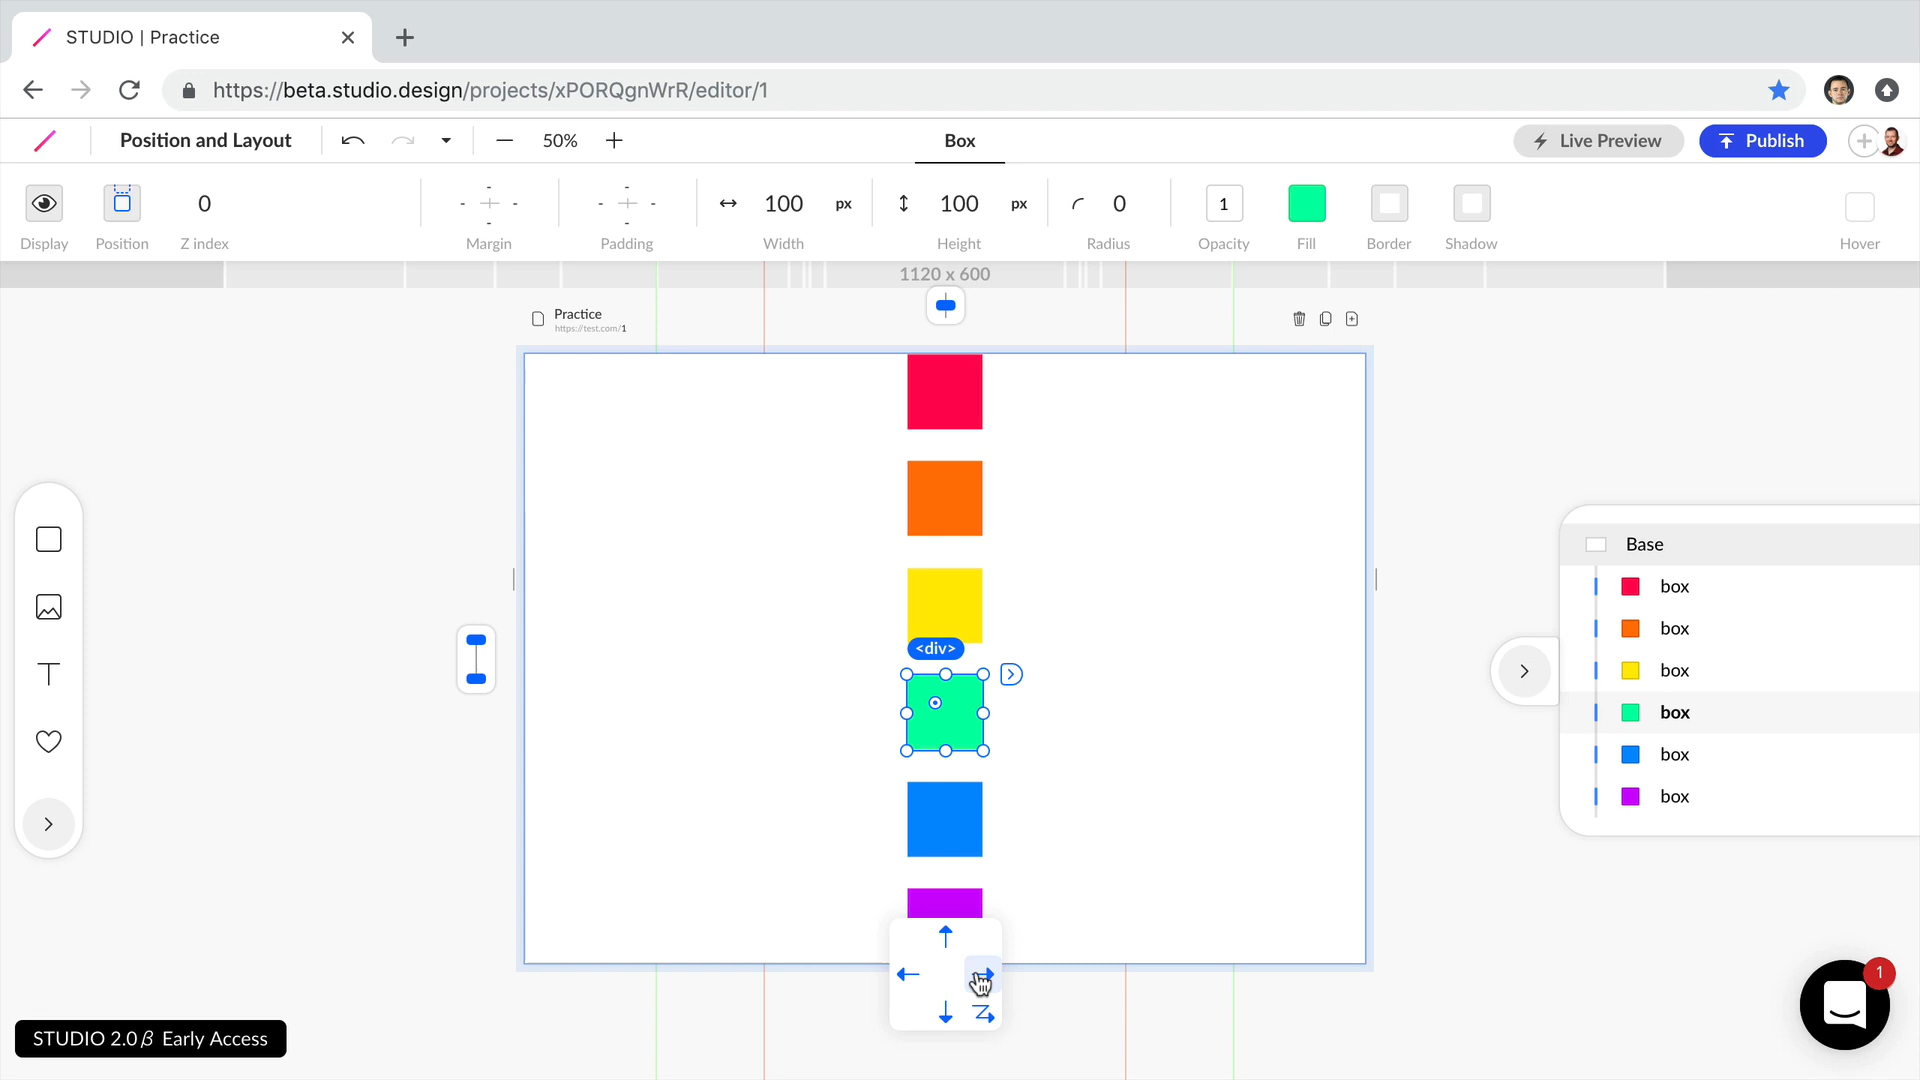 STUDIO | Practice
https://beta.studio.design/projects/xPORQgnWrR/editor/1
Position and Layout
50%
Box
Live Preview
Publish
0
100 px
100 px
0
1
Display
Position
Z index
Margin
Padding
Width
Height
Radius
Opacity
Fill
Border
Shadow
Hover
1120 x 600
Practice
https://test.com/1
<div>
Base
box
box
box
box
box
box
1
STUDIO 2.0 β Early Access